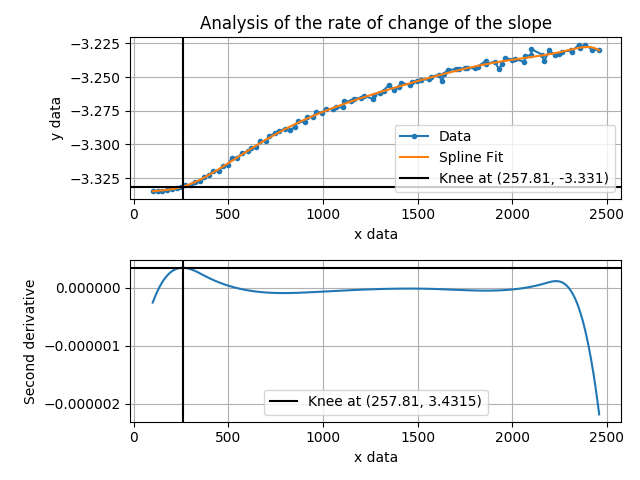 Analysis of the rate of change of the slope
−3.225
−3.250
−3.275
−3.300
−3.325
y data
Data
Spline Fit
Knee at (257.81, -3.331)
0 500 1000 1500 2000 2500
x data
0.000000
−0.000001
−0.000002
Second derivative
Knee at (257.81, 3.4315)
0 500 1000 1500 2000 2500
x data